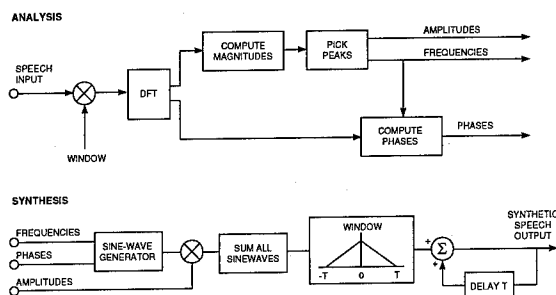 ANALYSIS
SPEECH
INPUT
WINDOW
DFT
COMPUTE
MAGNITUDES
PICK
PEAKS
AMPLITUDES
FREQUENCIES
COMPUTE
PHASES
PHASES
SYNTHESIS
FREQUENCIES
PHASES
AMPLITUDES
SINE-WAVE
GENERATOR
SUM ALL
SINEWAVES
WINDOW
-T 0 T
+
Σ
+
SYNTHETIC
SPEECH
OUTPUT
DELAY T